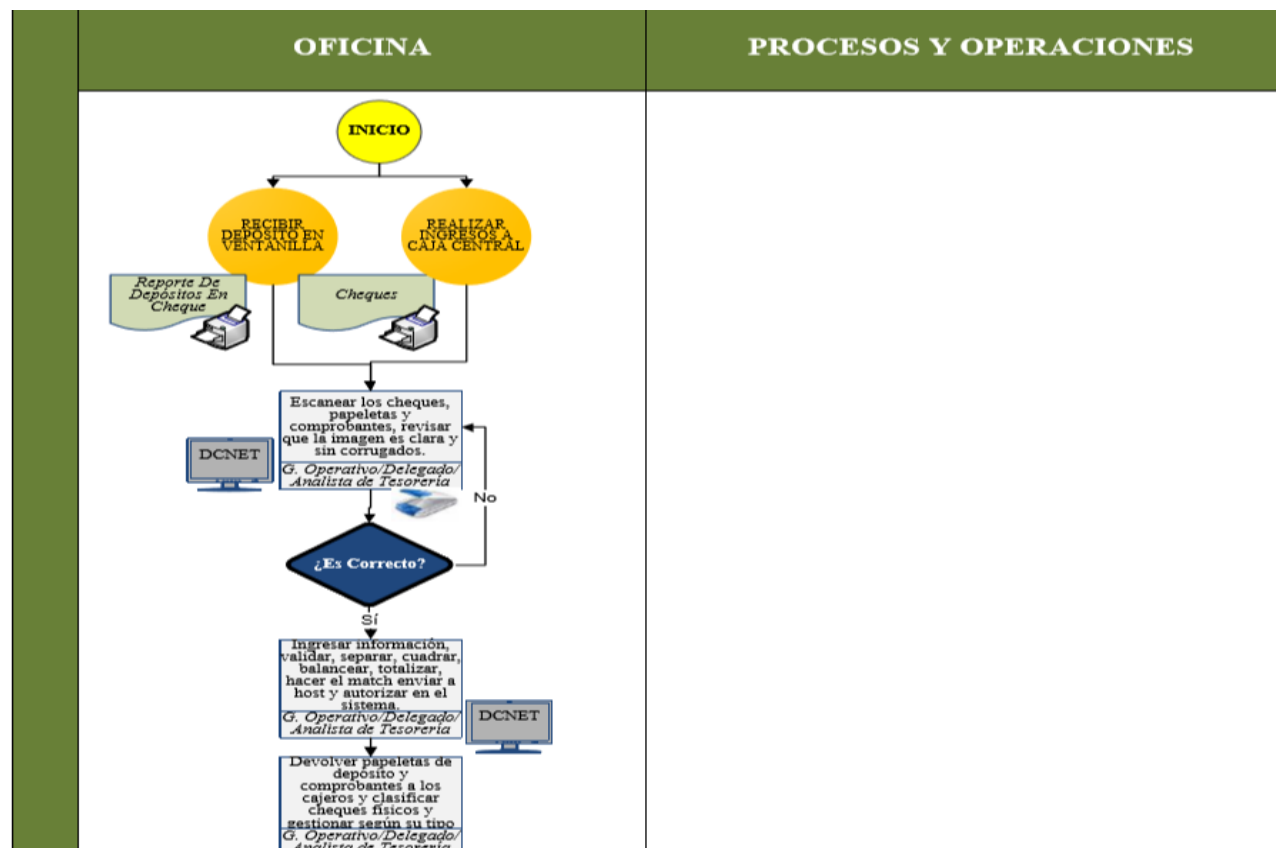 OFICINA
PROCESOS Y OPERACIONES
INICIO
RECIBIR
DEPÓSITO EN
VENTANILLA
REALIZAR
INGRESOS A
CAJA CENTRAL
Reporte De
Depósitos En
Cheque
Cheques
Escanear los cheques,
papeletas y
comprobantes, revisar
que la imagen es clara y
sin corrugados.
G. Operativo/Delegado/
Analista de Tesorería
DCNET
No
¿Es Correcto?
Sí
Ingresar información,
validar, separar, cuadrar,
balancear, totalizar,
hacer el match enviar a
host y autorizar en el
sistema.
G. Operativo/Delegado/
Analista de Tesorería
DCNET
Devolver papeletas de
depósito y
comprobantes a los
cajeros y clasificar
cheques físicos y
gestionar según su tipo
G. Operativo/Delegado/
Analista de Tesorería